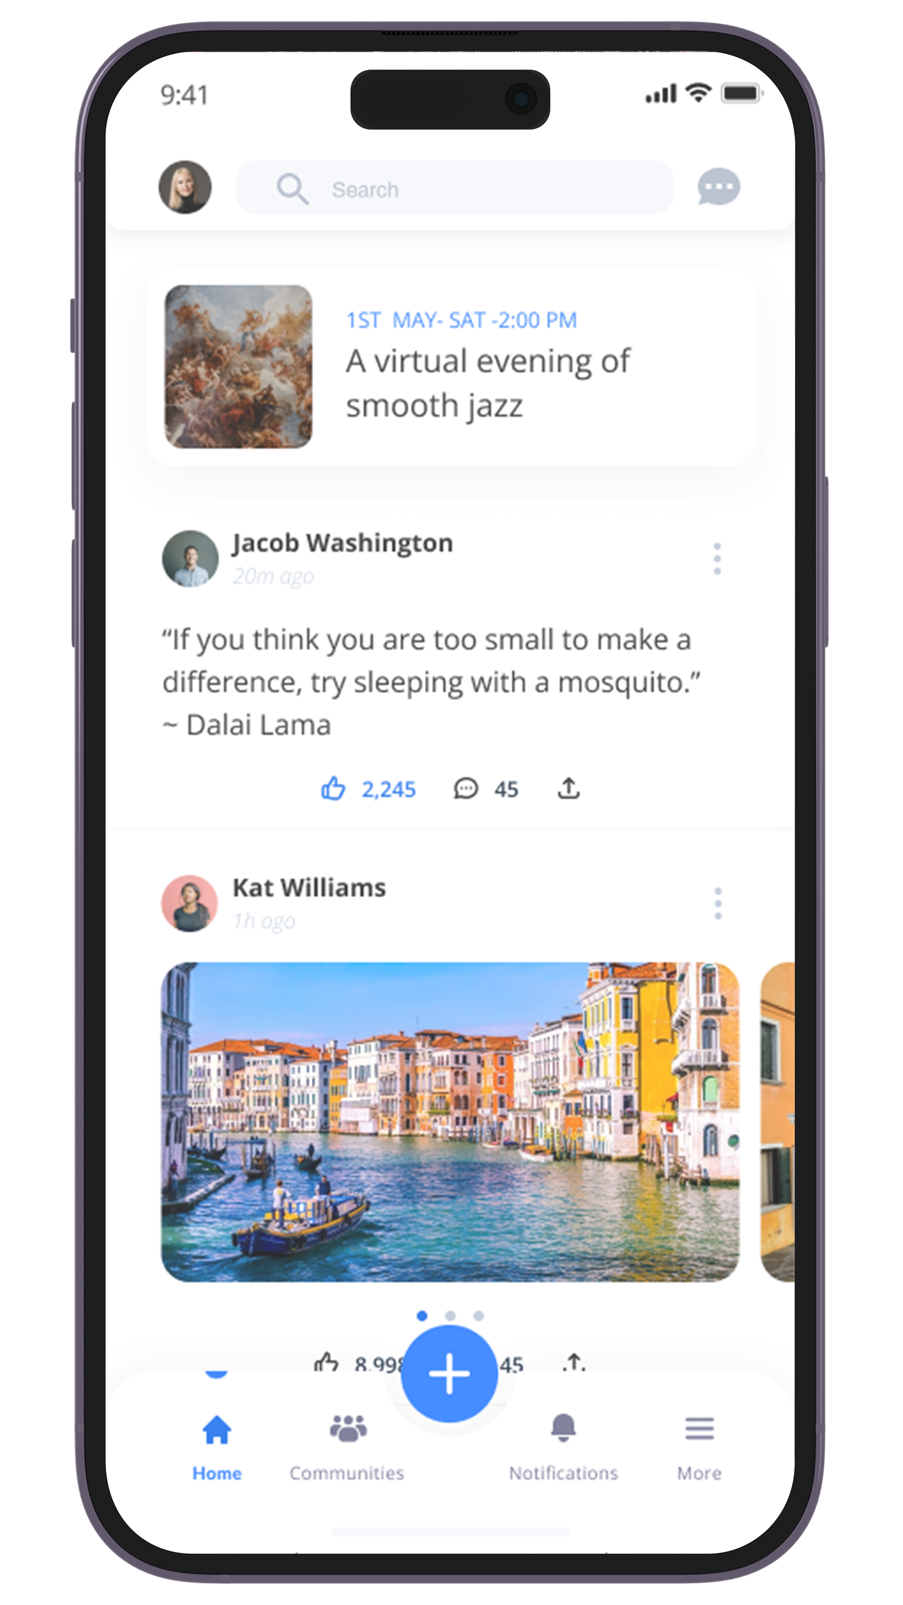 9:41
Search
1ST MAY- SAT -2:00 PM
A virtual evening of
smooth jazz
Jacob Washington
20m ago
“If you think you are too small to make a
difference, try sleeping with a mosquito.”
~ Dalai Lama
2,245 45
Kat Williams
1h ago
8,998 45
Home Communities Notifications More